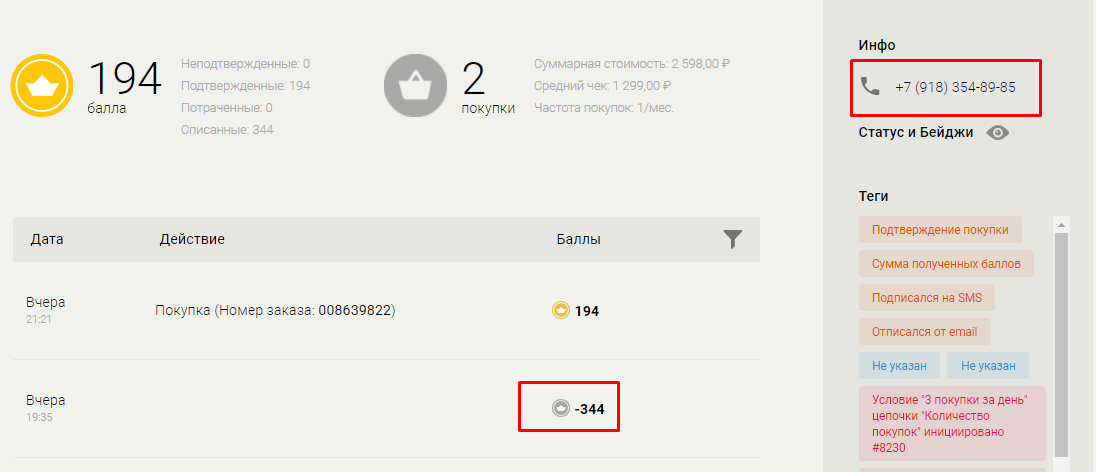 194
балла
Неподтвержденные: 0
Подтвержденные: 194
Потраченные: 0
Списанные: 344
2
покупки
Суммарная стоимость: 2 598,00 ₽
Средний чек: 1 299,00 ₽
Частота покупок: 1/мес.
Дата Действие Баллы
Вчера
21:21
Покупка (Номер заказа: 008639822)
194
Вчера
19:35
-344
Инфо
+7 (918) 354-89-85
Статус и Бейджи
Теги
Подтверждение покупки
Сумма полученных баллов
Подписался на SMS
Отписался от email
Не указан Не указан
Условие "3 покупки за день"
цепочки "Количество
покупок" инициировано
#8230